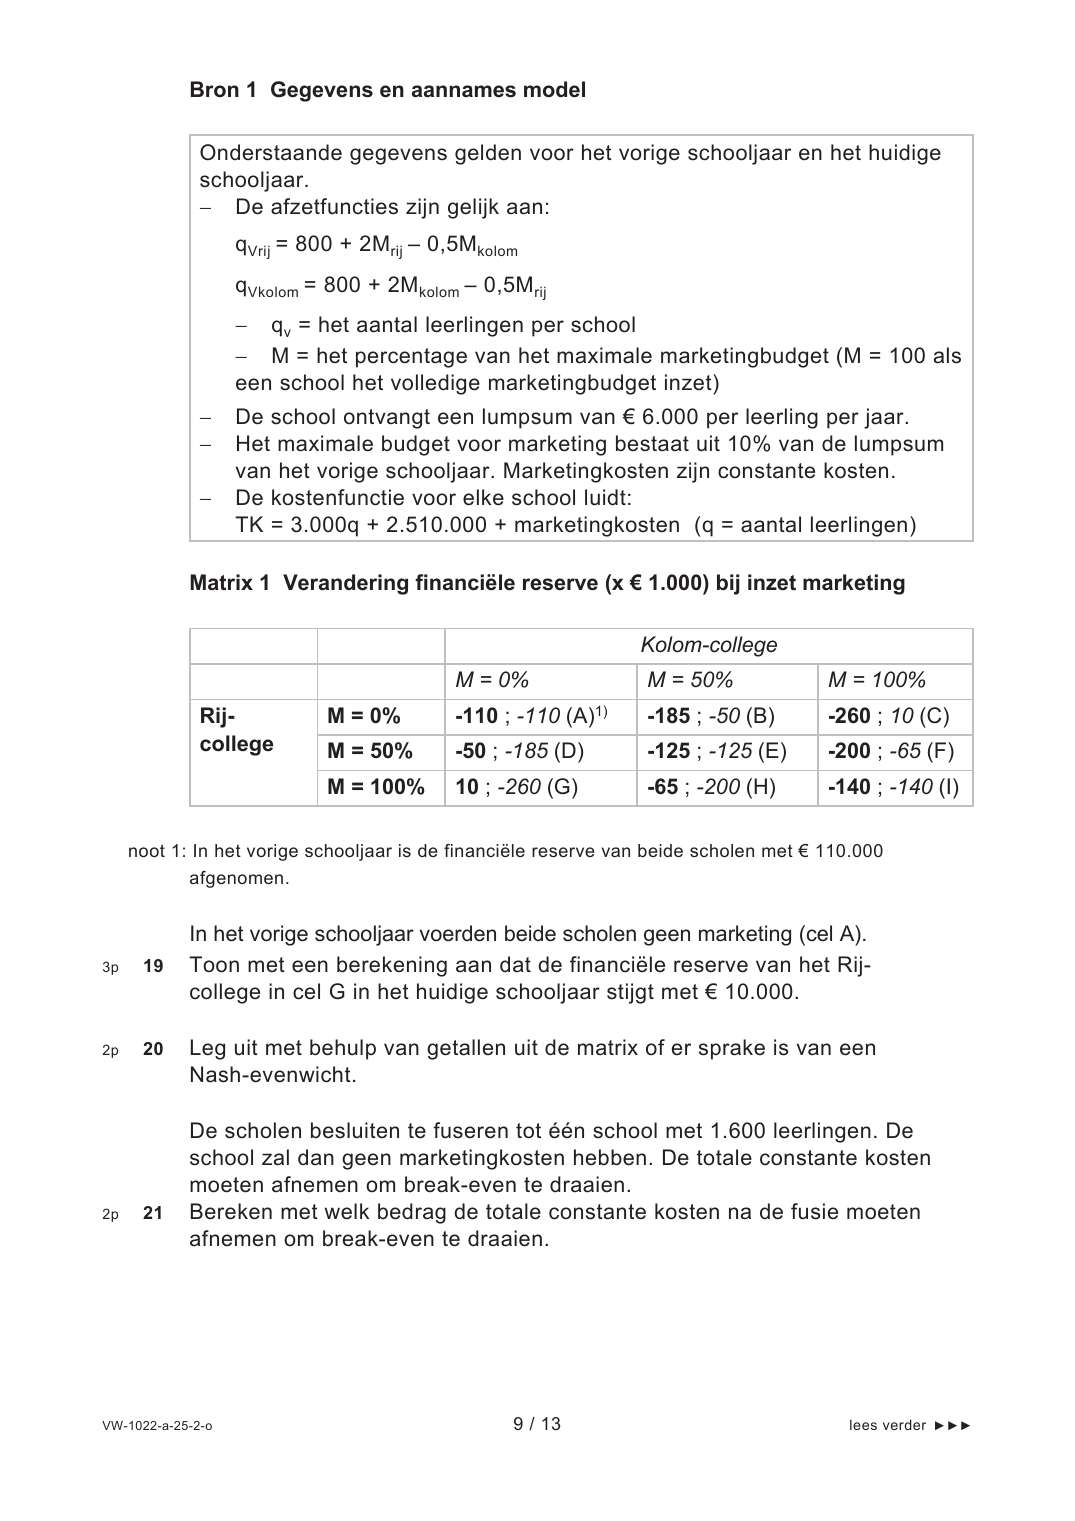 Bron 1  Gegevens en aannames model
Onderstaande gegevens gelden voor het vorige schooljaar en het huidige
schooljaar.
– De afzetfuncties zijn gelijk aan:
qVrij = 800 + 2Mrij – 0,5Mkolom
qVkolom = 800 + 2Mkolom – 0,5Mrij
– qv = het aantal leerlingen per school
– M = het percentage van het maximale marketingbudget (M = 100 als
een school het volledige marketingbudget inzet)
– De school ontvangt een lumpsum van € 6.000 per leerling per jaar.
– Het maximale budget voor marketing bestaat uit 10% van de lumpsum
van het vorige schooljaar. Marketingkosten zijn constante kosten.
– De kostenfunctie voor elke school luidt:
TK = 3.000q + 2.510.000 + marketingkosten (q = aantal leerlingen)
Matrix 1  Verandering financiële reserve (x € 1.000) bij inzet marketing
Kolom-college
M = 0% M = 50% M = 100%
Rij- M = 0% -110 ; -110 (A)1) -185 ; -50 (B) -260 ; 10 (C)
college M = 50% -50 ; -185 (D) -125 ; -125 (E) -200 ; -65 (F)
M = 100% 10 ; -260 (G) -65 ; -200 (H) -140 ; -140 (I)
noot 1: In het vorige schooljaar is de financiële reserve van beide scholen met € 110.000
afgenomen.
In het vorige schooljaar voerden beide scholen geen marketing (cel A).
3p 19 Toon met een berekening aan dat de financiële reserve van het Rij-
college in cel G in het huidige schooljaar stijgt met € 10.000.
2p 20 Leg uit met behulp van getallen uit de matrix of er sprake is van een
Nash-evenwicht.
De scholen besluiten te fuseren tot één school met 1.600 leerlingen. De
school zal dan geen marketingkosten hebben. De totale constante kosten
moeten afnemen om break-even te draaien.
2p 21 Bereken met welk bedrag de totale constante kosten na de fusie moeten
afnemen om break-even te draaien.
VW-1022-a-25-2-o 9 / 13 lees verder ►►►